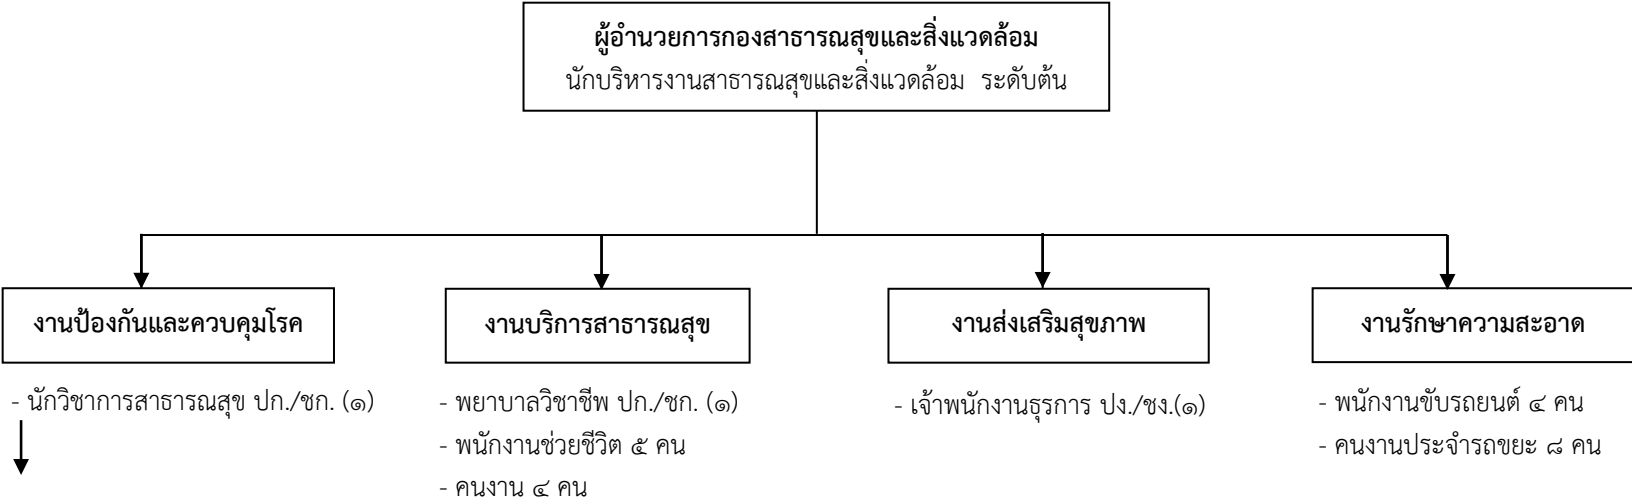 ผู้อำนวยการกองสาธารณสุขและสิ่งแวดล้อม
นักบริหารงานสาธารณสุขและสิ่งแวดล้อม ระดับต้น
งานป้องกันและควบคุมโรค
- นักวิชาการสาธารณสุข ปก./ชก. (๑)
งานบริการสาธารณสุข
- พยาบาลวิชาชีพ ปก./ชก. (๑)
- พนักงานช่วยชีวิต ๕ คน
- คนงาน ๔ คน
งานส่งเสริมสุขภาพ
- เจ้าพนักงานธุรการ ปง./ชง.(๑)
งานรักษาความสะอาด
- พนักงานขับรถยนต์ ๔ คน
- คนงานประจำรถขยะ ๘ คน